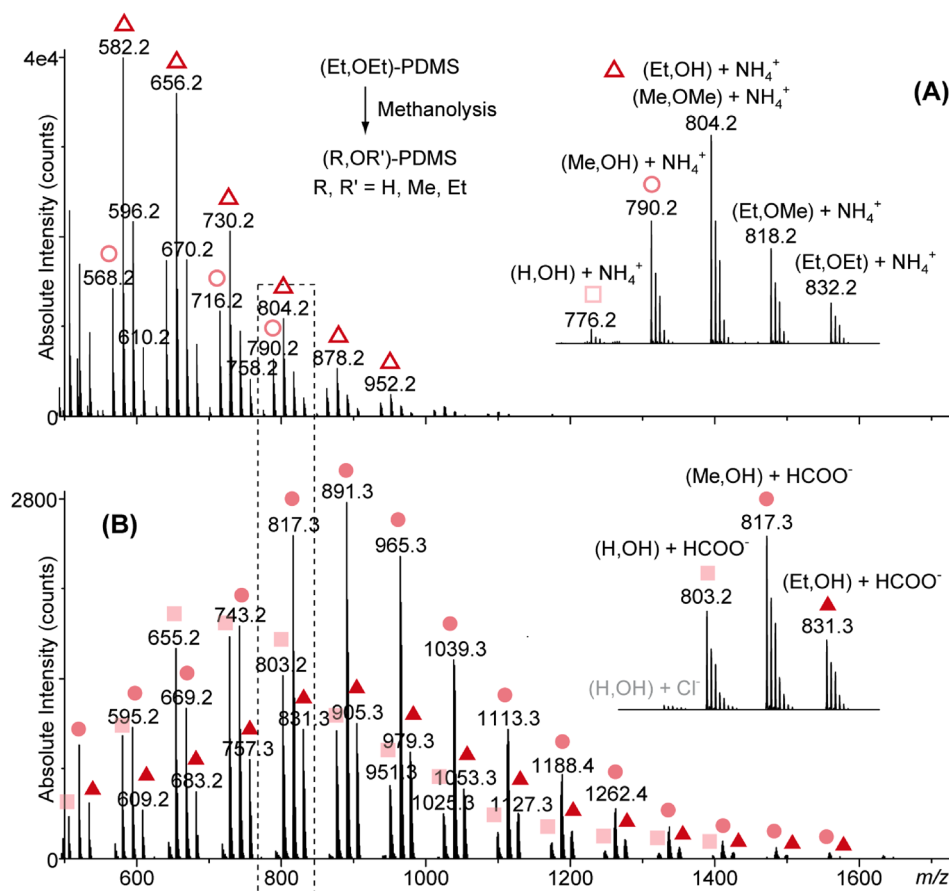 4e4
582.2
656.2
(Et,OEt)-PDMS
Methanolysis
(R,OR')-PDMS
R, R' = H, Me, Et
(Et,OH) + NH₄⁺
(Me,OMe) + NH₄⁺
804.2
(A)
(Me,OH) + NH₄⁺
790.2
(Et,OMe) + NH₄⁺
818.2
(Et,OEt) + NH₄⁺
832.2
(H,OH) + NH₄⁺
776.2
730.2
596.2
670.2
568.2
716.2
610.2
804.2
790.2
758.2
878.2
952.2
Absolute Intensity (counts)
0
2800
(B)
891.3
817.3
965.3
(Me,OH) + HCOO⁻
817.3
(H,OH) + HCOO⁻
803.2
(Et,OH) + HCOO⁻
831.3
(H,OH) + Cl⁻
655.2
743.2
803.2
1039.3
595.2
669.2
831.3
905.3
1113.3
609.2
683.2
757.3
951.3
979.3
1025.3
1053.3
1127.3
1188.4
1262.4
Absolute Intensity (counts)
0
600
800
1000
1200
1400
1600
m/z